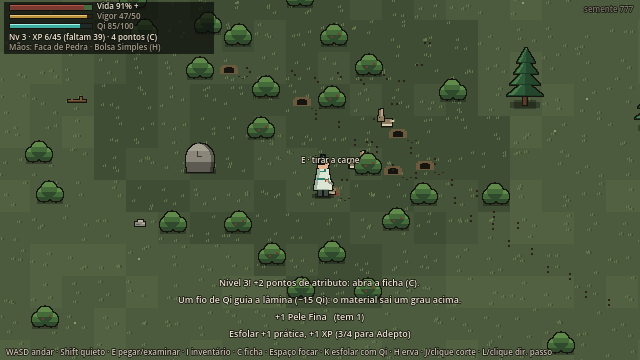 Vida 91% +
Vigor 47/50
Qi 85/100
Nv 3 · XP 6/45 (faltam 39) · 4 pontos (C)
Mãos: Faca de Pedra · Bolsa Simples (H)
semente 777
E · tirar a carne
Nível 3! +2 pontos de atributo: abra a ficha (C).
Um fio de Qi guia a lâmina (−15 Qi): o material sai um grau acima.
+1 Pele Fina (tem 1)
Esfolar +1 prática, +1 XP (3/4 para Adepto)
WASD andar · Shift quieto · E pegar/examinar · I inventário · C ficha · Espaço focar · K esfolar com Qi · H erva · J/clique corte · L/clique dir. passo